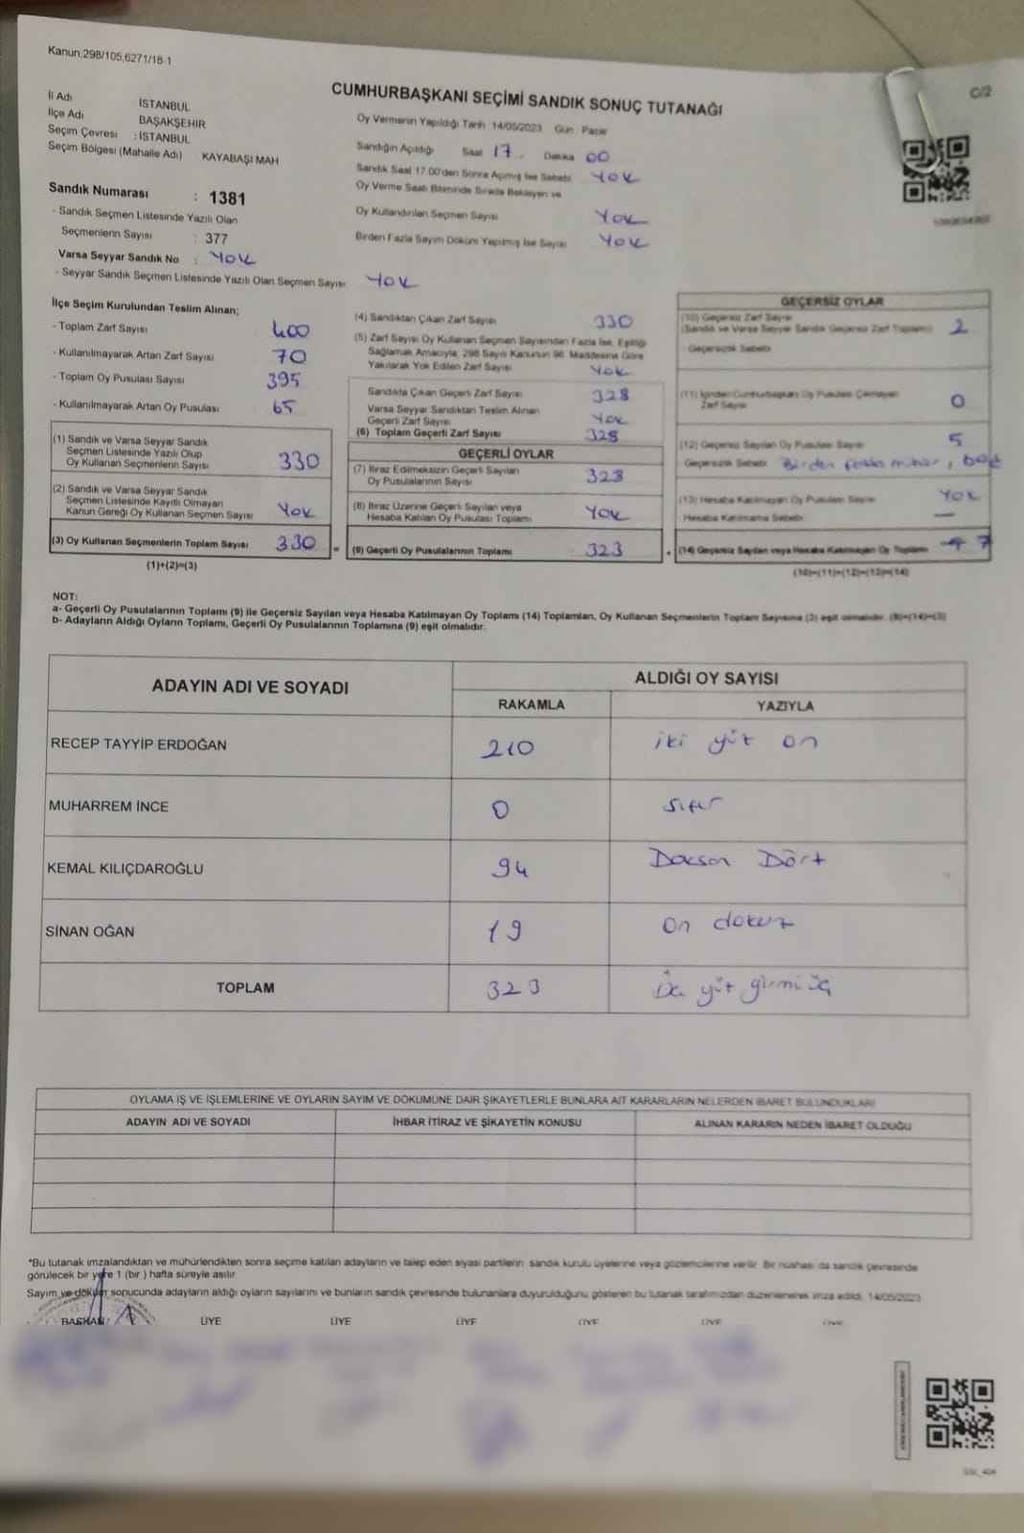 Kanun,298/105,6271/18-1
C/2
CUMHURBAŞKANI SEÇİMİ SANDIK SONUÇ TUTANAĞI
İl Adı İSTANBUL
İlçe Adı BAŞAKŞEHİR
Seçim Çevresi : İSTANBUL
Seçim Bölgesi (Mahalle Adı) KAYABAŞI MAH
Oy Vermenin Yapıldığı Tarih 14/05/2023 Gün Pazar
Sandığın Açıldığı Saat 17 Dakika 00
Sandık Saat 17.00'den Sonra Açılmış İse Sebebi YOK
Oy Verme Saati Bitiminde Sırada Bekleyen ve
Oy Kullandırılan Seçmen Sayısı YOK
Birden Fazla Sayım Döküm Yapılmış İse Sayısı YOK
Sandık Numarası : 1381
- Sandık Seçmen Listesinde Yazılı Olan
Seçmenlerin Sayısı : 377
Varsa Seyyar Sandık No : YOK
- Seyyar Sandık Seçmen Listesinde Yazılı Olan Seçmen Sayısı YOK
İlçe Seçim Kurulundan Teslim Alınan;
- Toplam Zarf Sayısı 400
- Kullanılmayarak Artan Zarf Sayısı 70
- Toplam Oy Pusulası Sayısı 395
- Kullanılmayarak Artan Oy Pusulası 65
(1) Sandık ve Varsa Seyyar Sandık
Seçmen Listesinde Yazılı Olup
Oy Kullanan Seçmenlerin Sayısı 330
(2) Sandık ve Varsa Seyyar Sandık
Seçmen Listesinde Kayıtlı Olmayan
Kanun Gereği Oy Kullanan Seçmen Sayısı YOK
(3) Oy Kullanan Seçmenlerin Toplam Sayısı 330
(1)+(2)=(3)
(4) Sandıktan Çıkan Zarf Sayısı 330
(5) Zarf Sayısı Oy Kullanan Seçmen Sayısından Fazla İse, Eşitliği
Sağlamak Amacıyla, 298 Sayılı Kanunun 98. Maddesine Göre
Yakılarak Yok Edilen Zarf Sayısı YOK
Sandıkta Çıkan Geçerli Zarf Sayısı 328
Varsa Seyyar Sandıktan Teslim Alınan
Geçerli Zarf Sayısı YOK
(6) Toplam Geçerli Zarf Sayısı 328
GEÇERLİ OYLAR
(7) İtiraz Edilmeksizin Geçerli Sayılan
Oy Pusulalarının Sayısı 323
(8) İtiraz Üzerine Geçerli Sayılan veya
Hesaba Katılan Oy Pusulası Toplamı YOK
(9) Geçerli Oy Pusulalarının Toplamı 323
GEÇERSİZ OYLAR
(10) Geçersiz Zarf Sayısı
(Sandık ve Varsa Seyyar Sandık Geçersiz Zarf Toplamı) 2
Geçersizlik Sebebi
(11) İçinden Cumhurbaşkanı Oy Pusulası Çıkmayan
Zarf Sayısı 0
(12) Geçersiz Sayılan Oy Pusulası Sayısı 5
Geçersizlik Sebebi Birden fazla mühür,
(13) Hesaba Katılmayan Oy Pusulası Sayısı YOK
Hesaba Katılmama Sebebi —
(14) Geçersiz Sayılan veya Hesaba Katılmayan Oy Toplamı 7
(10)+(11)+(12)+(13)=(14)
NOT:
a- Geçerli Oy Pusulalarının Toplamı (9) ile Geçersiz Sayılan veya Hesaba Katılmayan Oy Toplamı (14) Toplamları, Oy Kullanan Seçmenlerin Toplam Sayısına (3) eşit olmalıdır. (9)+(14)=(3)
b- Adayların Aldığı Oyların Toplamı, Geçerli Oy Pusulalarının Toplamına (9) eşit olmalıdır.
ADAYIN ADI VE SOYADI ALDIĞI OY SAYISI
RAKAMLA YAZIYLA
RECEP TAYYİP ERDOĞAN 210 iki yüz on
MUHARREM İNCE 0 sıfır
KEMAL KILIÇDAROĞLU 94 Doksan Dört
SİNAN OĞAN 19 on dokuz
TOPLAM 323 yüz yirmi üç
OYLAMA İŞ VE İŞLEMLERİNE VE OYLARIN SAYIM VE DÖKÜMÜNE DAİR ŞİKAYETLERLE BUNLARA AİT KARARLARIN NELERDEN İBARET BULUNDUKLARI
ADAYIN ADI VE SOYADI İHBAR İTİRAZ VE ŞİKAYETİN KONUSU ALINAN KARARIN NEDEN İBARET OLDUĞU
*Bu tutanak imzalandıktan ve mühürlendikten sonra seçime katılan adayların ve talep eden siyasi partilerin sandık kurulu üyelerine veya gözlemcilerine verilir. Bir nüshası da sandık çevresinde
görülecek bir yere 1 (bir) hafta süreyle asılır.
Sayım ve döküm sonucunda adayların aldığı oyların sayılarını ve bunların sandık çevresinde bulunanlara duyurulduğunu gösteren bu tutanak tarafımızdan düzenlenerek imza edildi. 14/05/2023
BAŞKAN ÜYE ÜYE ÜYE ÜYE ÜYE ÜYE